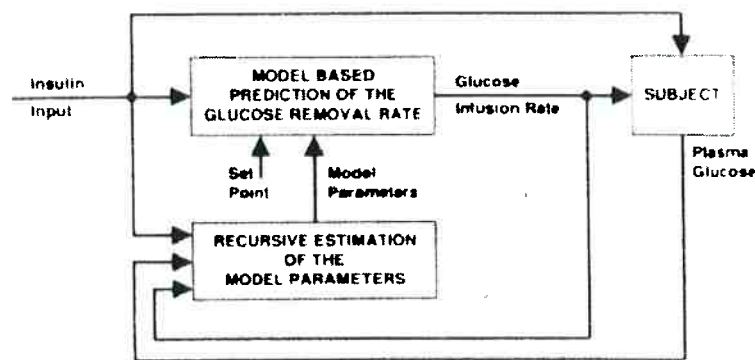 Insulin
Input
MODEL BASED
PREDICTION OF THE
GLUCOSE REMOVAL RATE
Glucose
Infusion Rate
SUBJECT
Plasma
Glucose
Set
Point
Model
Parameters
RECURSIVE ESTIMATION
OF THE
MODEL PARAMETERS